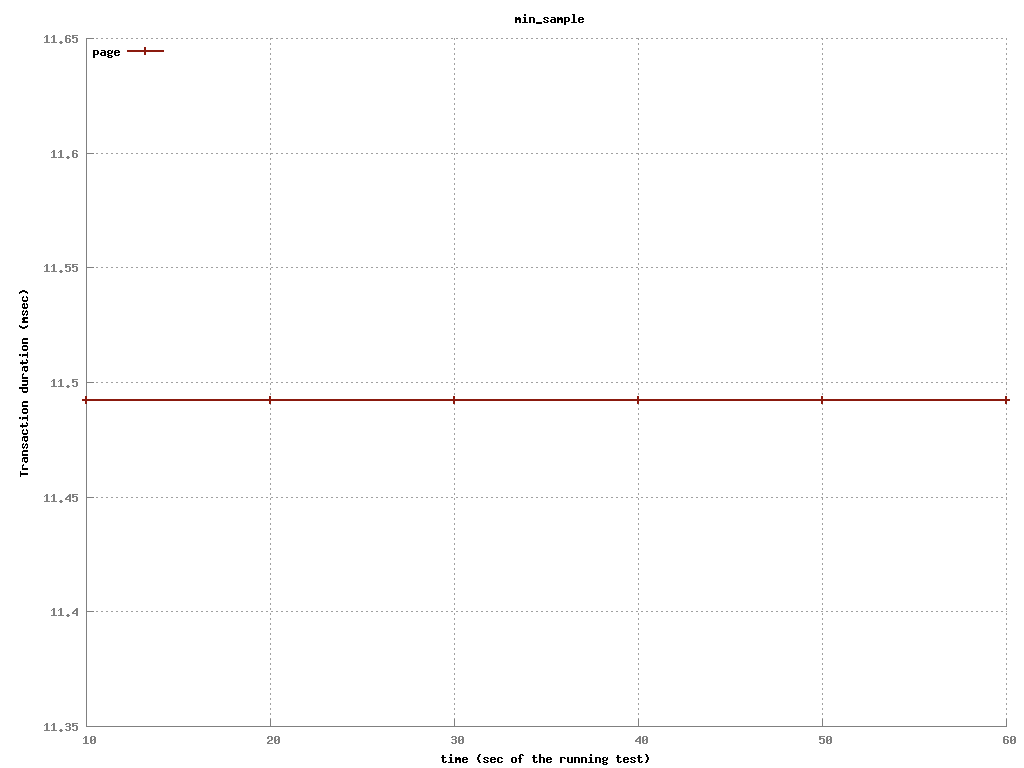 min_sample
page
11.65
11.6
11.55
11.5
11.45
11.4
11.35
Transaction duration (msec)
10 20 30 40 50 60
time (sec of the running test)